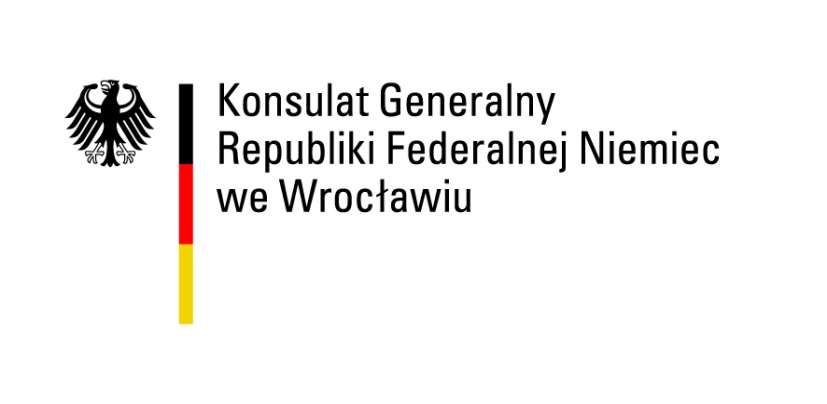 Konsulat Generalny
Republiki Federalnej Niemiec
we Wrocławiu